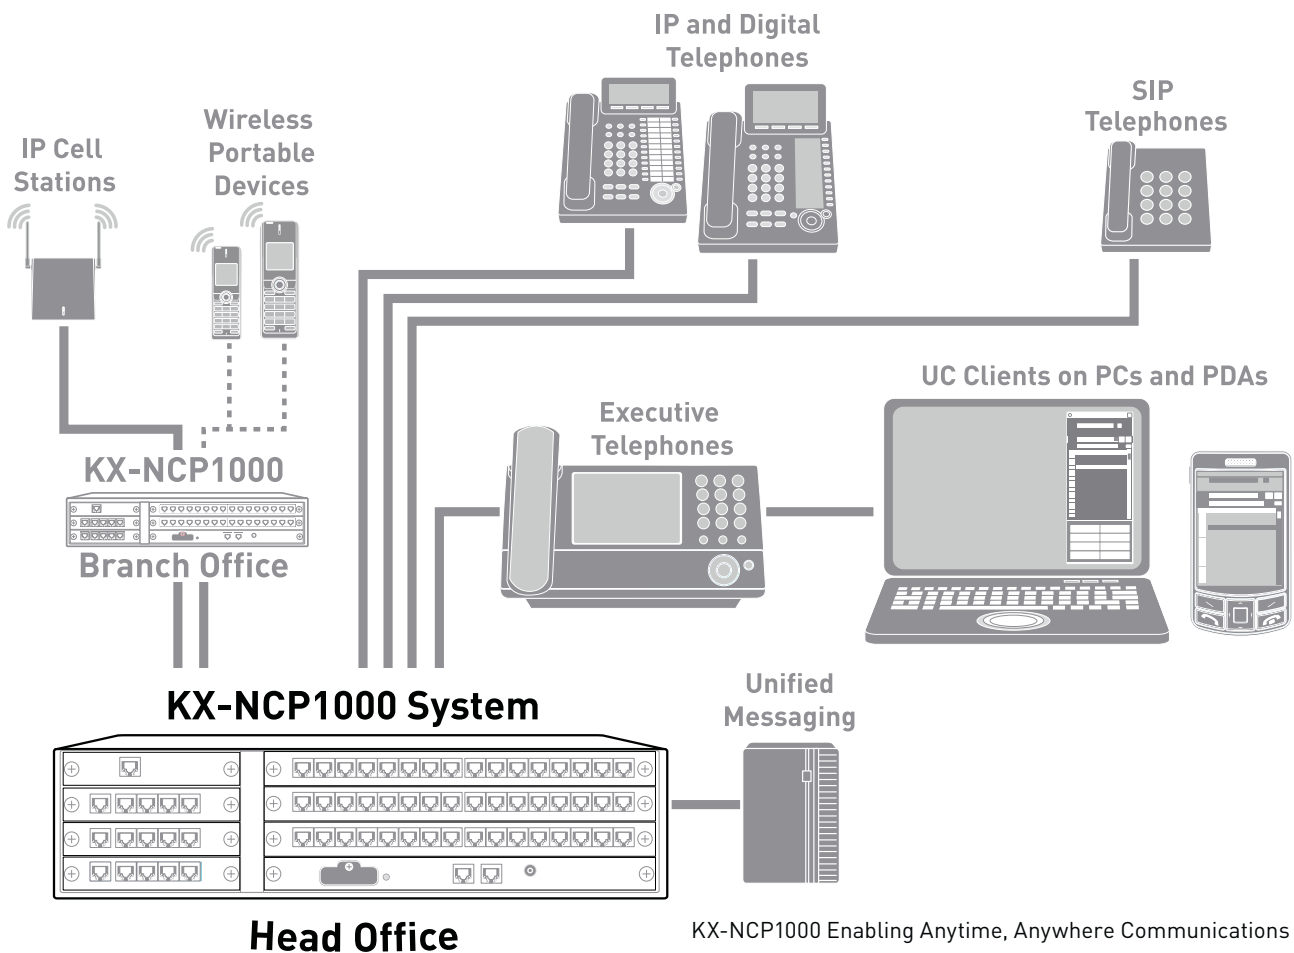 IP and Digital
Telephones
SIP
Telephones
Wireless
Portable
Devices
IP Cell
Stations
UC Clients on PCs and PDAs
Executive
Telephones
KX-NCP1000
Branch Office
KX-NCP1000 System
Unified
Messaging
Head Office
KX-NCP1000 Enabling Anytime, Anywhere Communications